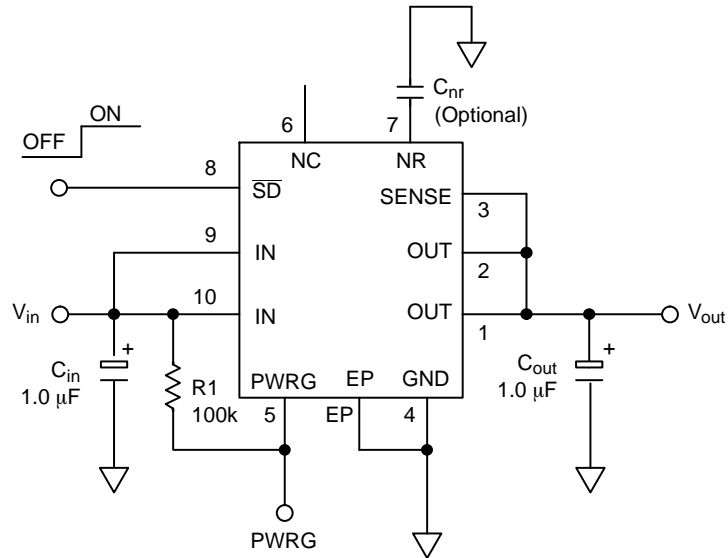 C_nr
(Optional)
ON
OFF
6
7
NC
NR
8
SD
SENSE
3
9
IN
OUT
2
V_in
10
IN
OUT
1
V_out
C_in
+
1.0 μF
R1
100k
PWRG
EP
GND
5
EP
4
C_out
+
1.0 μF
PWRG